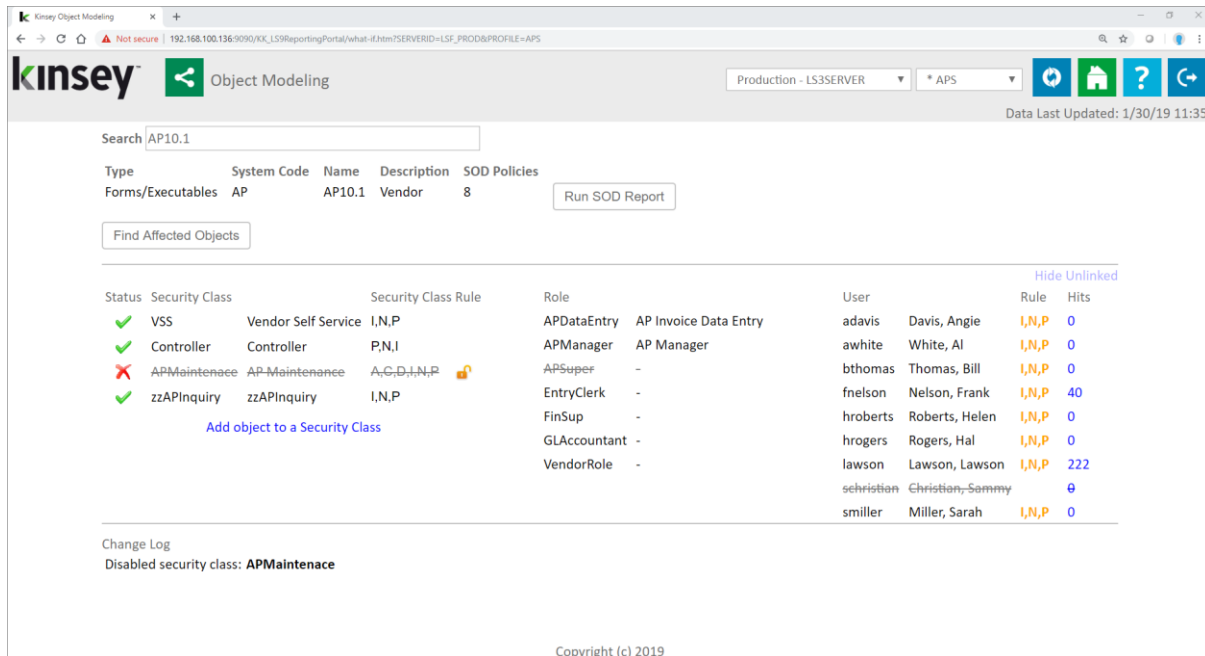 Kinsey Object Modeling × +
Not secure | 192.168.100.136:9090/KK_LS9ReportingPortal/what-if.htm?SERVERID=LSF_PROD&PROFILE=APS
kinsey Object Modeling Production - LS3SERVER ▼ * APS ▼ ?
Data Last Updated: 1/30/19 11:35
Search AP10.1
Type System Code Name Description SOD Policies
Forms/Executables AP AP10.1 Vendor 8 Run SOD Report
Find Affected Objects
Hide Unlinked
Status Security Class Security Class Rule Role User Rule Hits
VSS Vendor Self Service I,N,P APDataEntry AP Invoice Data Entry adavis Davis, Angie I,N,P 0
Controller Controller P,N,I APManager AP Manager awhite White, Al I,N,P 0
APMaintenace AP Maintenance A,C,D,I,N,P APSuper - bthomas Thomas, Bill I,N,P 0
zzAPInquiry zzAPInquiry I,N,P EntryClerk - fnelson Nelson, Frank I,N,P 40
Add object to a Security Class FinSup - hroberts Roberts, Helen I,N,P 0
GLAccountant - hrogers Rogers, Hal I,N,P 0
VendorRole - lawson Lawson, Lawson I,N,P 222
schristian Christian, Sammy 0
smiller Miller, Sarah I,N,P 0
Change Log
Disabled security class: APMaintenace
Copyright (c) 2019